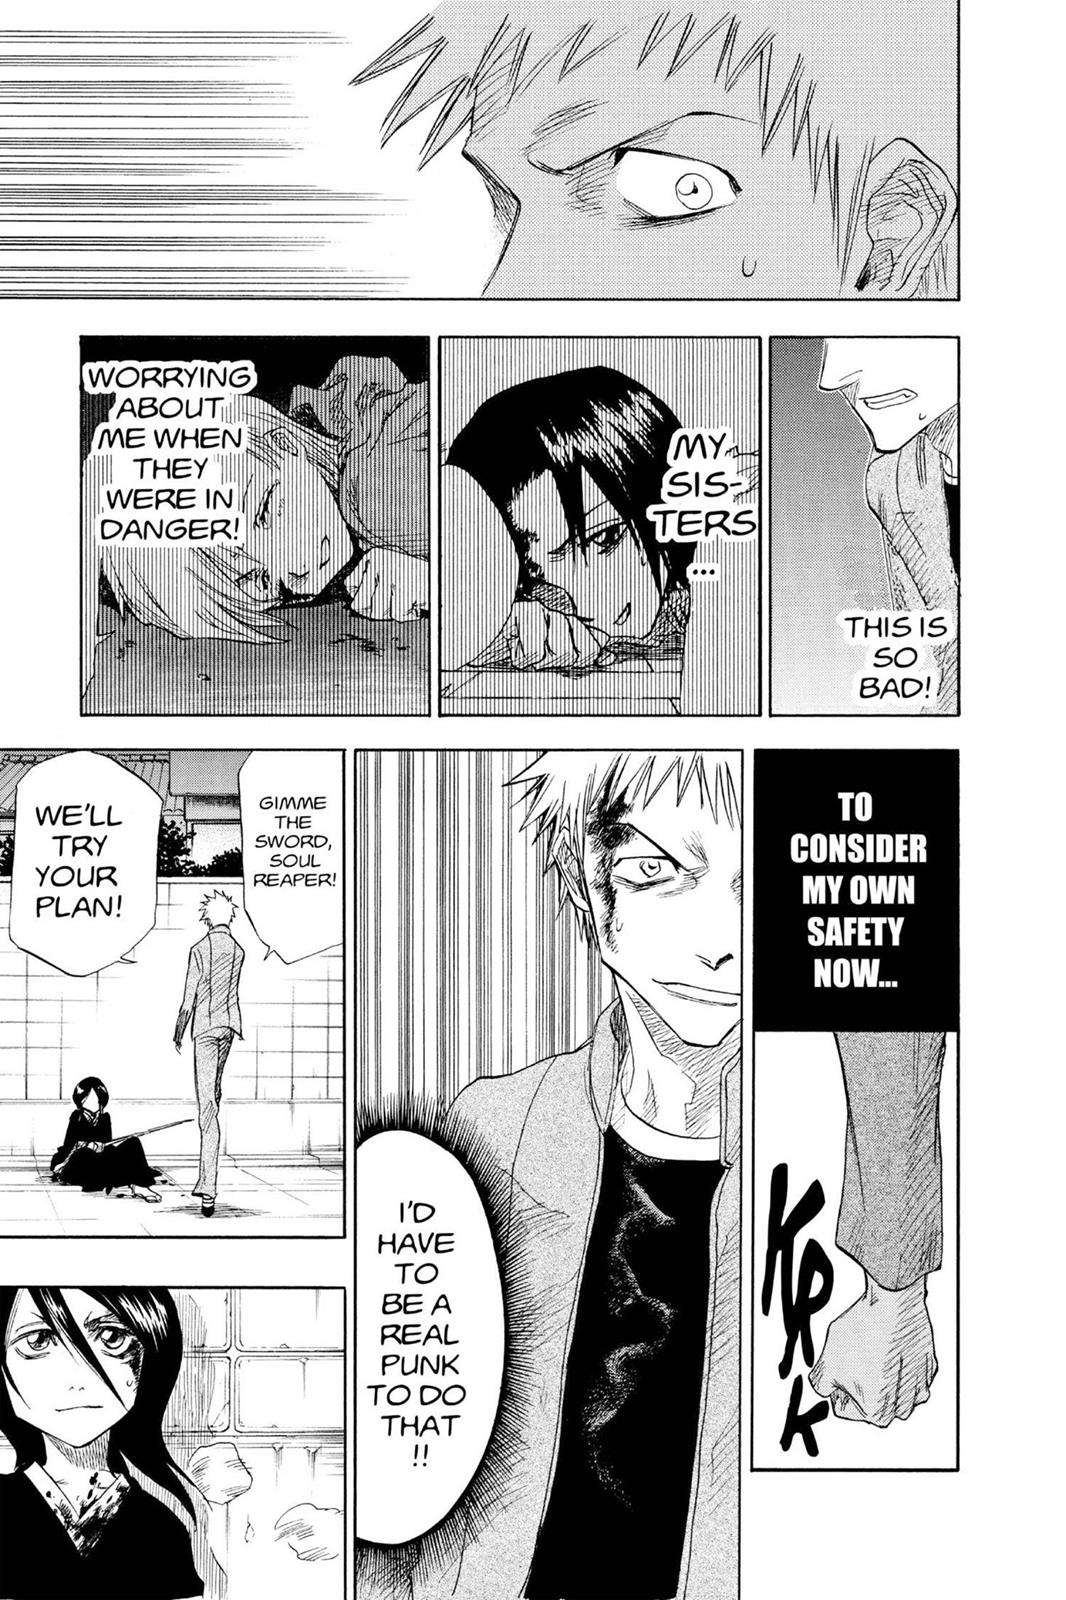 THIS IS
SO
BAD!
MY
SIS-
TERS
....
WORRYING
ABOUT
ME WHEN
THEY
WERE IN
DANGER!
TO
CONSIDER
MY OWN
SAFETY
NOW...
KRRK
I'D
HAVE
TO
BE A
REAL
PUNK
TO DO
THAT
!!
GIMME
THE
SWORD,
SOUL
REAPER!
WE'LL
TRY
YOUR
PLAN!